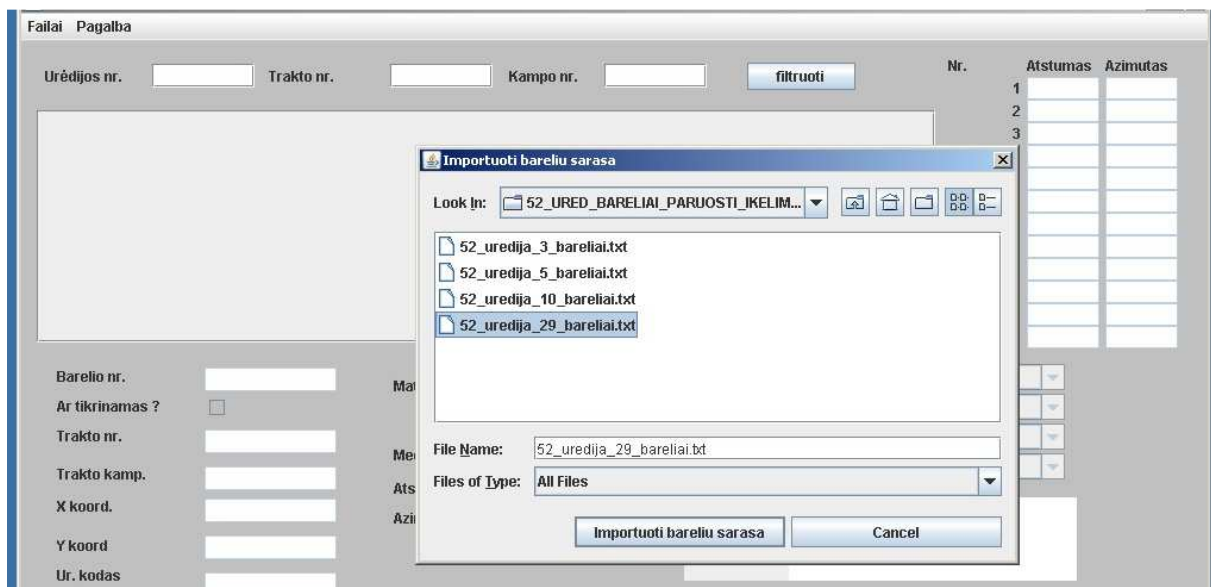 Failai Pagalba
Urėdijos nr. Trakto nr. Kampo nr. filtruoti Nr. Atstumas Azimutas
1
2
3
Importuoti bareliu sarasa
Look In: 52_URED_BARELIAI_PARUOSTI_IKELIM...
52_uredija_3_bareliai.txt
52_uredija_5_bareliai.txt
52_uredija_10_bareliai.txt
52_uredija_29_bareliai.txt
File Name: 52_uredija_29_bareliai.txt
Files of Type: All Files
Importuoti bareliu sarasa Cancel
Barelio nr.
Ar tikrinamas ?
Trakto nr.
Trakto kamp.
X koord.
Y koord
Ur. kodas